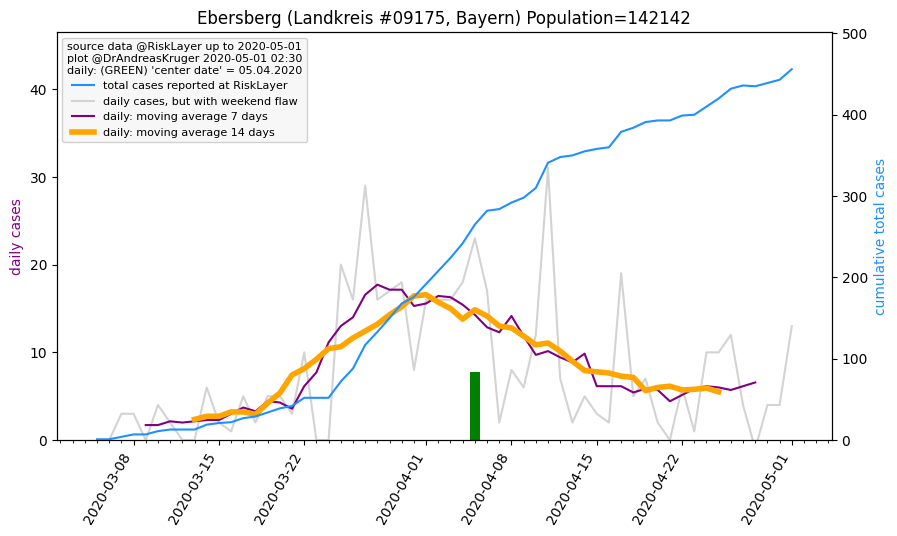 Ebersberg (Landkreis #09175, Bayern) Population=142142
source data @RiskLayer up to 2020-05-01
plot @DrAndreasKruger 2020-05-01 02:30
daily: (GREEN) 'center date' = 05.04.2020
total cases reported at RiskLayer
daily cases, but with weekend flaw
daily: moving average 7 days
daily: moving average 14 days
daily cases
40
30
20
10
0
cumulative total cases
500
400
300
200
100
0
2020-03-08
2020-03-15
2020-03-22
2020-04-01
2020-04-08
2020-04-15
2020-04-22
2020-05-01